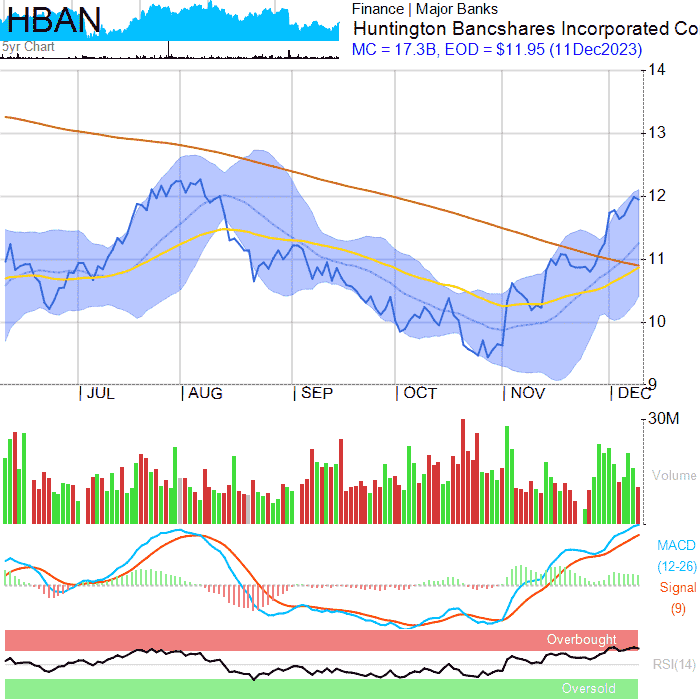 HBAN
5yr Chart
Finance | Major Banks
Huntington Bancshares Incorporated Co
MC = 17.3B, EOD = $11.95 (11Dec2023)
14
13
12
11
10
9
| JUL | AUG | SEP | OCT | NOV | DEC
30M
Volume
MACD
(12-26)
Signal
(9)
Overbought
RSI(14)
Oversold